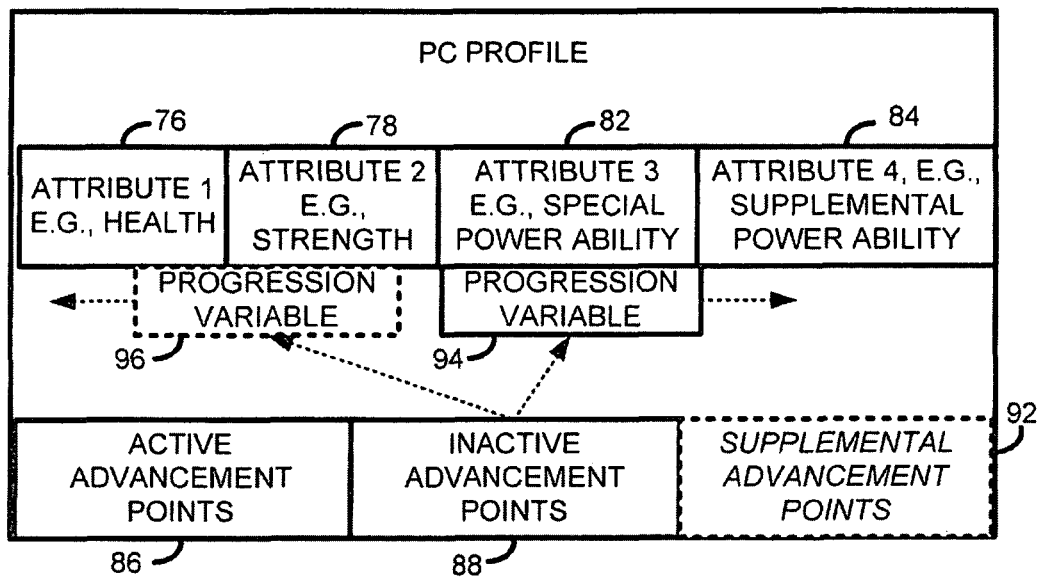 PC PROFILE
76
78
82
84
ATTRIBUTE 1
E.G., HEALTH
ATTRIBUTE 2
E.G.,
STRENGTH
ATTRIBUTE 3
E.G., SPECIAL
POWER ABILITY
ATTRIBUTE 4, E.G.,
SUPPLEMENTAL
POWER ABILITY
PROGRESSION
VARIABLE
PROGRESSION
VARIABLE
96
94
92
ACTIVE
ADVANCEMENT
POINTS
INACTIVE
ADVANCEMENT
POINTS
SUPPLEMENTAL
ADVANCEMENT
POINTS
86
88